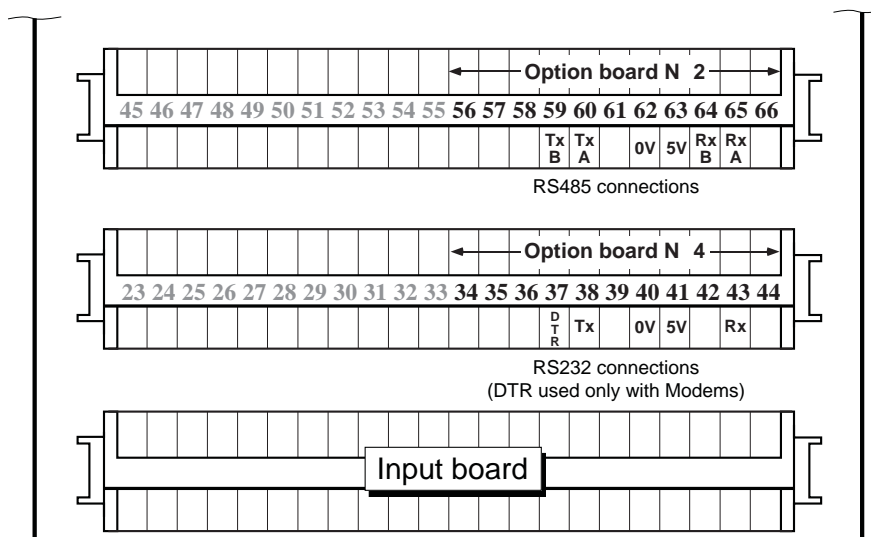 Option board N 2
45 46 47 48 49 50 51 52 53 54 55 56 57 58 59 60 61 62 63 64 65 66
Tx B Tx A 0V 5V Rx B Rx A
RS485 connections
Option board N 4
23 24 25 26 27 28 29 30 31 32 33 34 35 36 37 38 39 40 41 42 43 44
DTR Tx 0V 5V Rx
RS232 connections
(DTR used only with Modems)
Input board